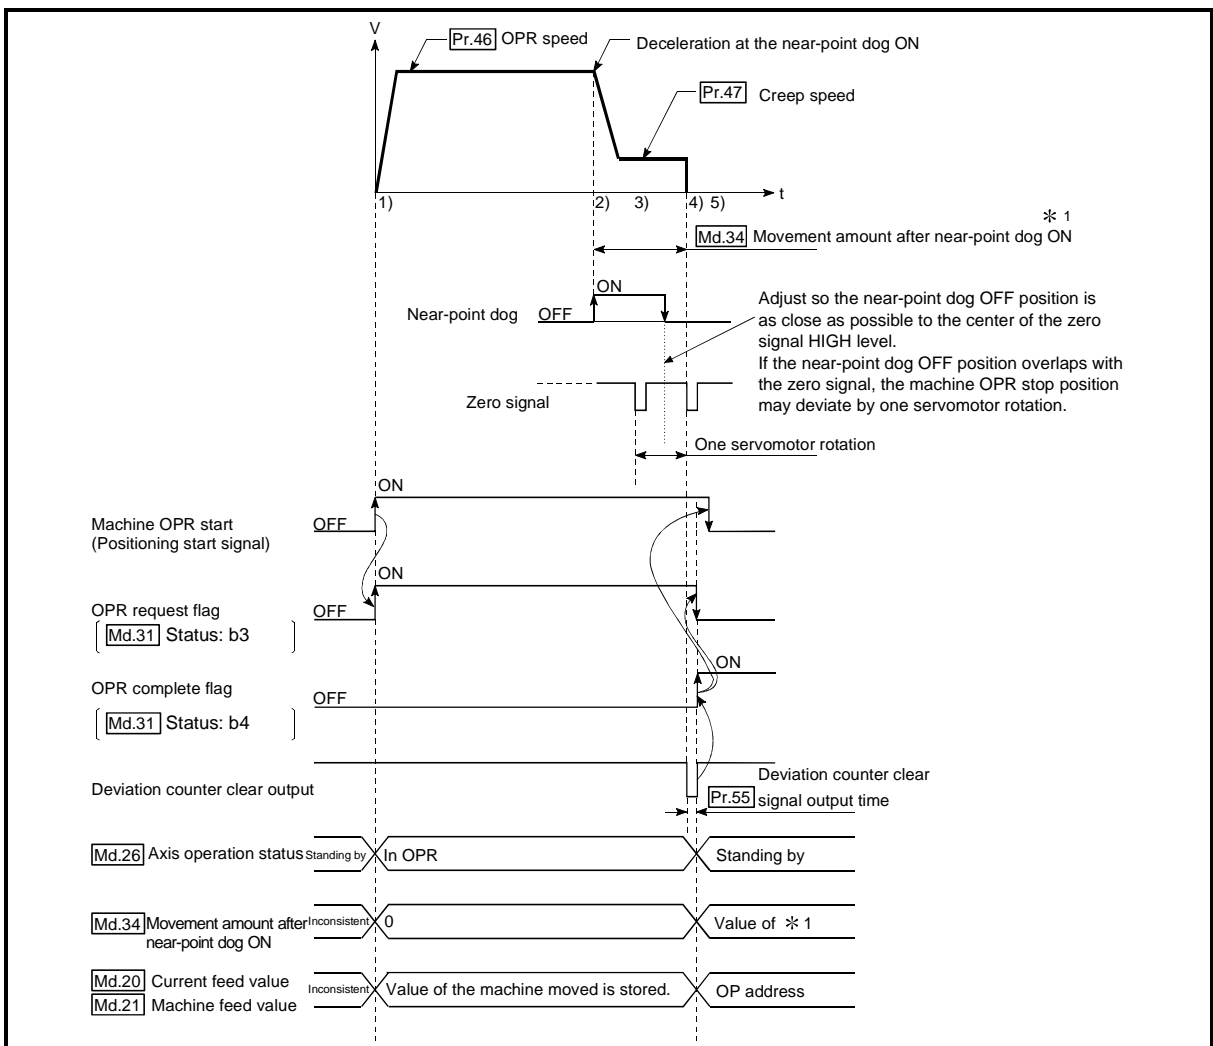 V
Pr.46 OPR speed
Deceleration at the near-point dog ON
Pr.47 Creep speed
t
1) 2) 3) 4) 5)
* 1
Md.34 Movement amount after near-point dog ON
ON
Near-point dog OFF
Adjust so the near-point dog OFF position is
as close as possible to the center of the zero
signal HIGH level.
If the near-point dog OFF position overlaps with
the zero signal, the machine OPR stop position
may deviate by one servomotor rotation.
Zero signal
One servomotor rotation
ON
Machine OPR start OFF
(Positioning start signal)
ON
OPR request flag OFF
Md.31 Status: b3
ON
OPR complete flag OFF
Md.31 Status: b4
Deviation counter clear output
Deviation counter clear
Pr.55 signal output time
Md.26 Axis operation status Standing by In OPR Standing by
Md.34 Movement amount after Inconsistent 0 Value of * 1
near-point dog ON
Md.20 Current feed value
Inconsistent Value of the machine moved is stored. OP address
Md.21 Machine feed value